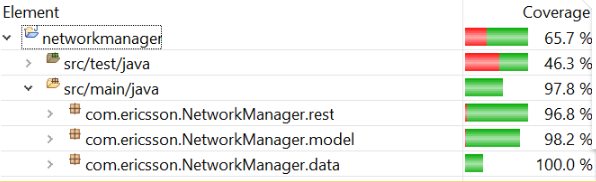 Element Coverage
networkmanager 65.7 %
src/test/java 46.3 %
src/main/java 97.8 %
com.ericsson.NetworkManager.rest 96.8 %
com.ericsson.NetworkManager.model 98.2 %
com.ericsson.NetworkManager.data 100.0 %